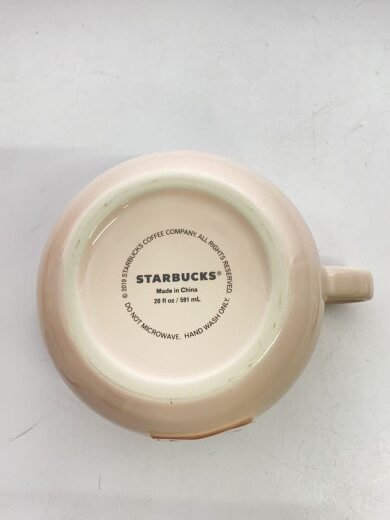 © 2019 STARBUCKS COFFEE COMPANY. ALL RIGHTS RESERVED.
STARBUCKS®
Made in China
20 fl oz / 591 mL
DO NOT MICROWAVE. HAND WASH ONLY.